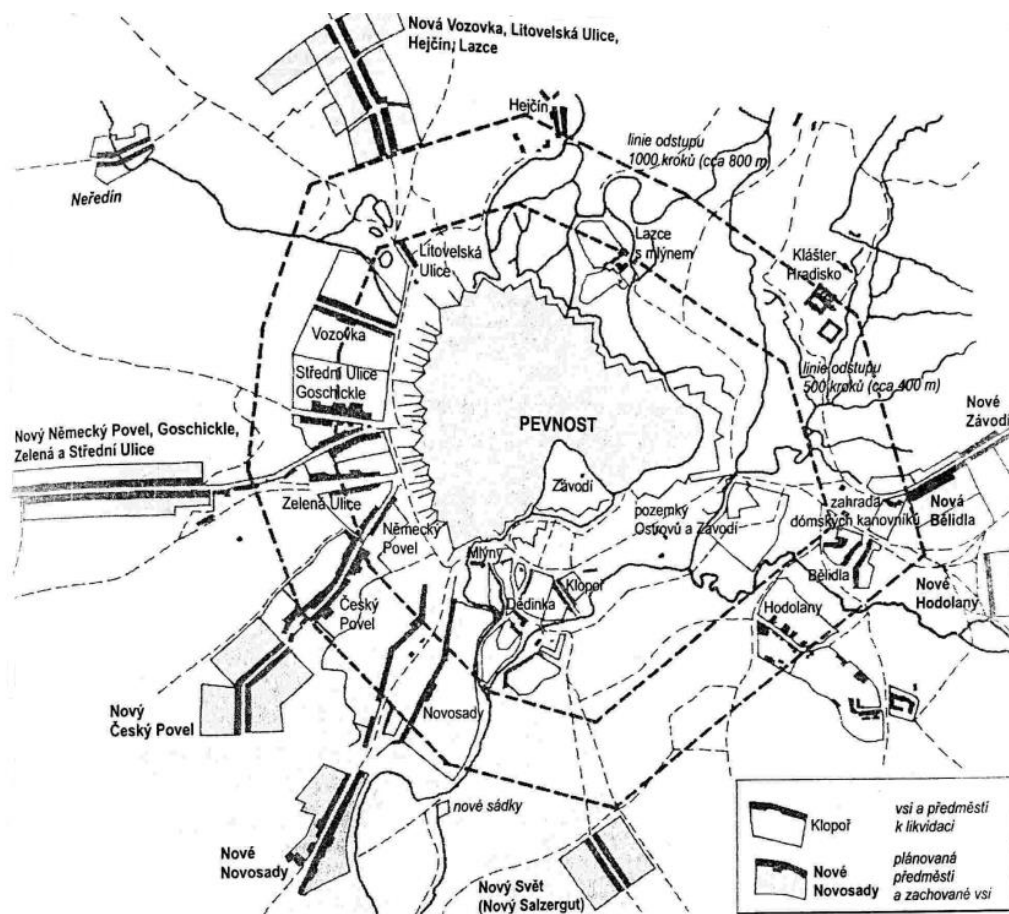 Nová Vozovka, Litovelská Ulice,
Hejčín, Lazce
Hejčín
linie odstupu
1000 kroků (cca 800 m)
Neředín
Litovelská
Ulice
Lazce
s mlýnem
Klášter
Hradisko
Vozovka
Střední Ulice
Goschickle
linie odstupu
500 kroků (cca 400 m)
Nové
Závodí
Nový Německý Povel, Goschickle,
Zelená a Střední Ulice
PEVNOST
Závodí
Zelená Ulice
Německý
Povel
pozemky
Ostrovů a Závodí
zahrada
dómských kanovníků
Nová
Bělidla
Mlýny
Klopoř
Bělidla
Nové
Hodolany
Dědinka
Hodolany
Český
Povel
Nový
Český Povel
Novosady
nové sádky
Nové
Novosady
Nový Svět
(Nový Salzergut)
Klopoř
vsi a předměstí
k likvidaci
Nové
Novosady
plánovaná
předměstí
a zachované vsi